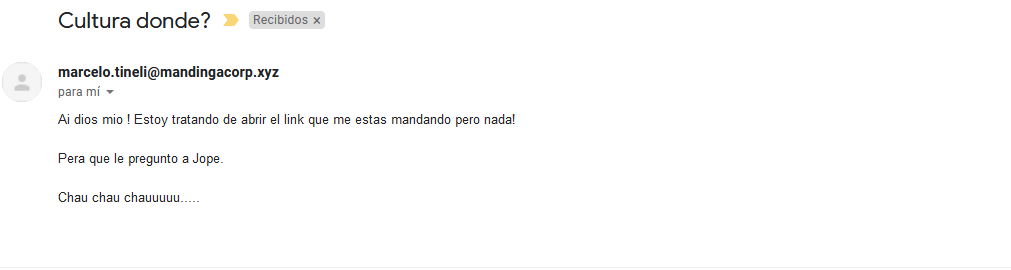 Cultura donde?
Recibidos ×
marcelo.tineli@mandingacorp.xyz
para mí
Ai dios mio ! Estoy tratando de abrir el link que me estas mandando pero nada!
Pera que le pregunto a Jope.
Chau chau chauuuuu.....